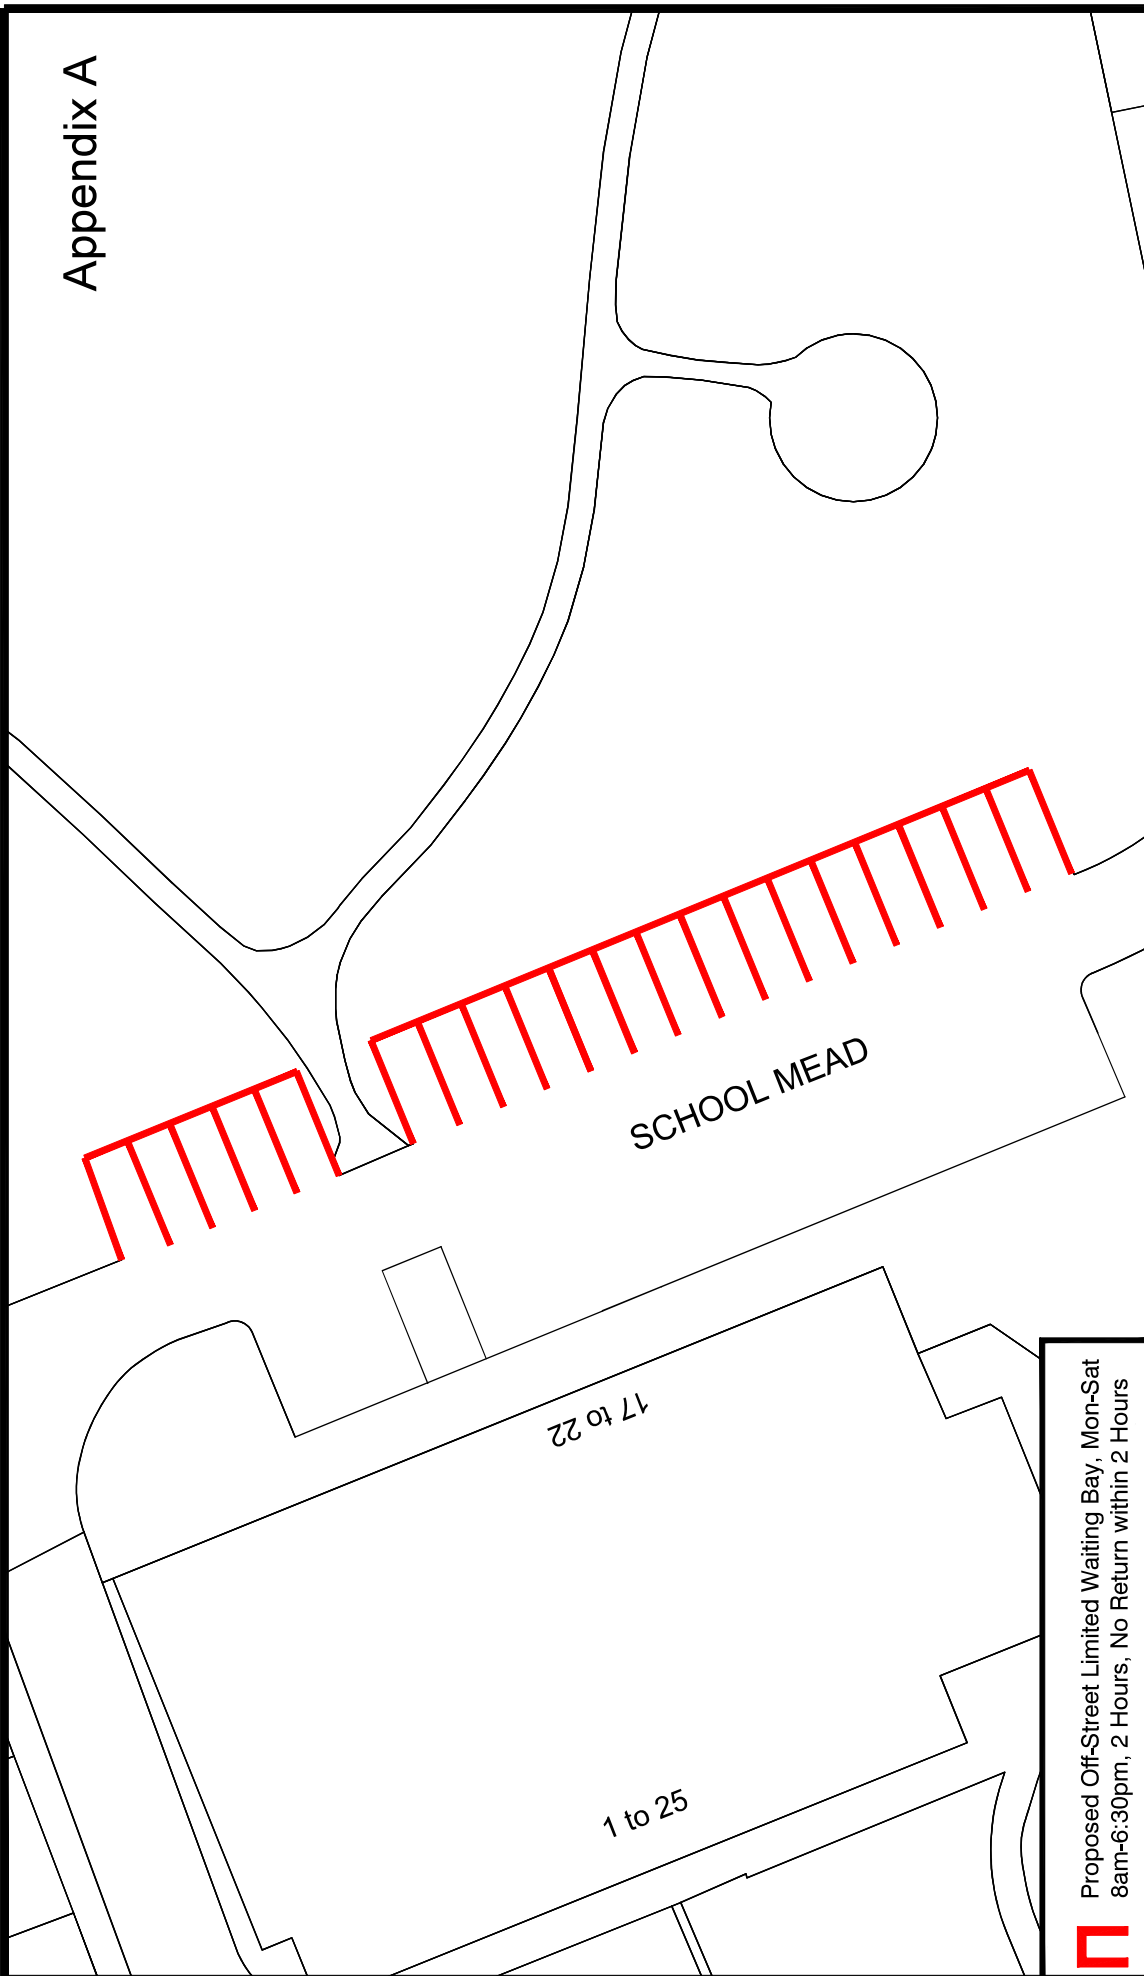 Appendix A
SCHOOL MEAD
17 to 22
1 to 25
Proposed Off-Street Limited Waiting Bay, Mon-Sat
8am-6:30pm, 2 Hours, No Return within 2 Hours